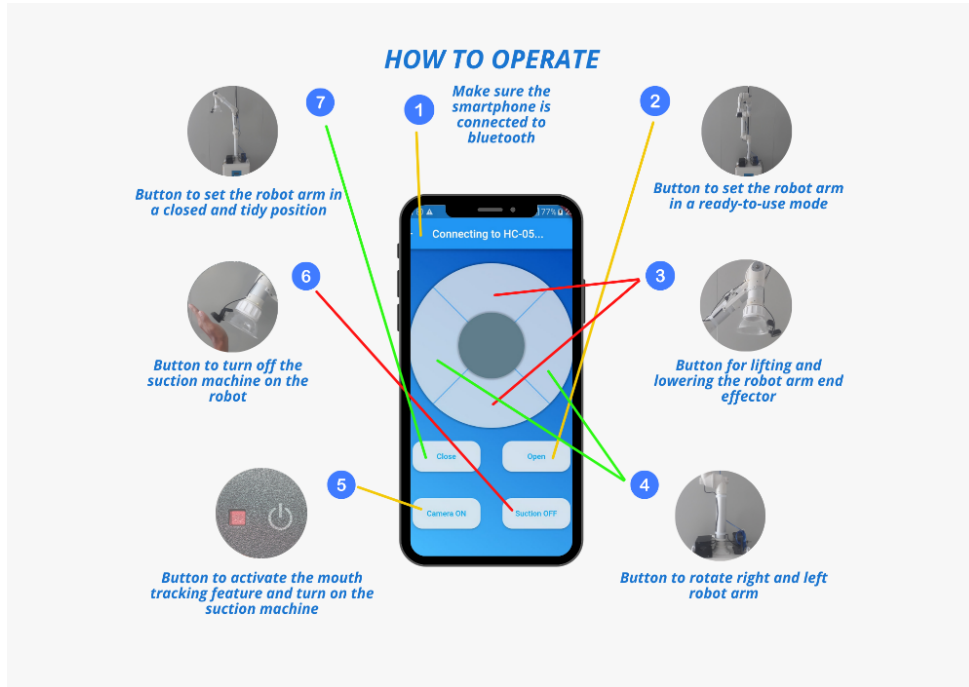 HOW TO OPERATE
7
1
Make sure the
smartphone is
connected to
bluetooth
2
Button to set the robot arm in
a closed and tidy position
Button to set the robot arm
in a ready-to-use mode
77%
Connecting to HC-05...
6
3
Button to turn off the
suction machine on the
robot
Button for lifting and
lowering the robot arm end
effector
Close
Open
5
4
Camera ON
Suction OFF
Button to activate the mouth
tracking feature and turn on the
suction machine
Button to rotate right and left
robot arm